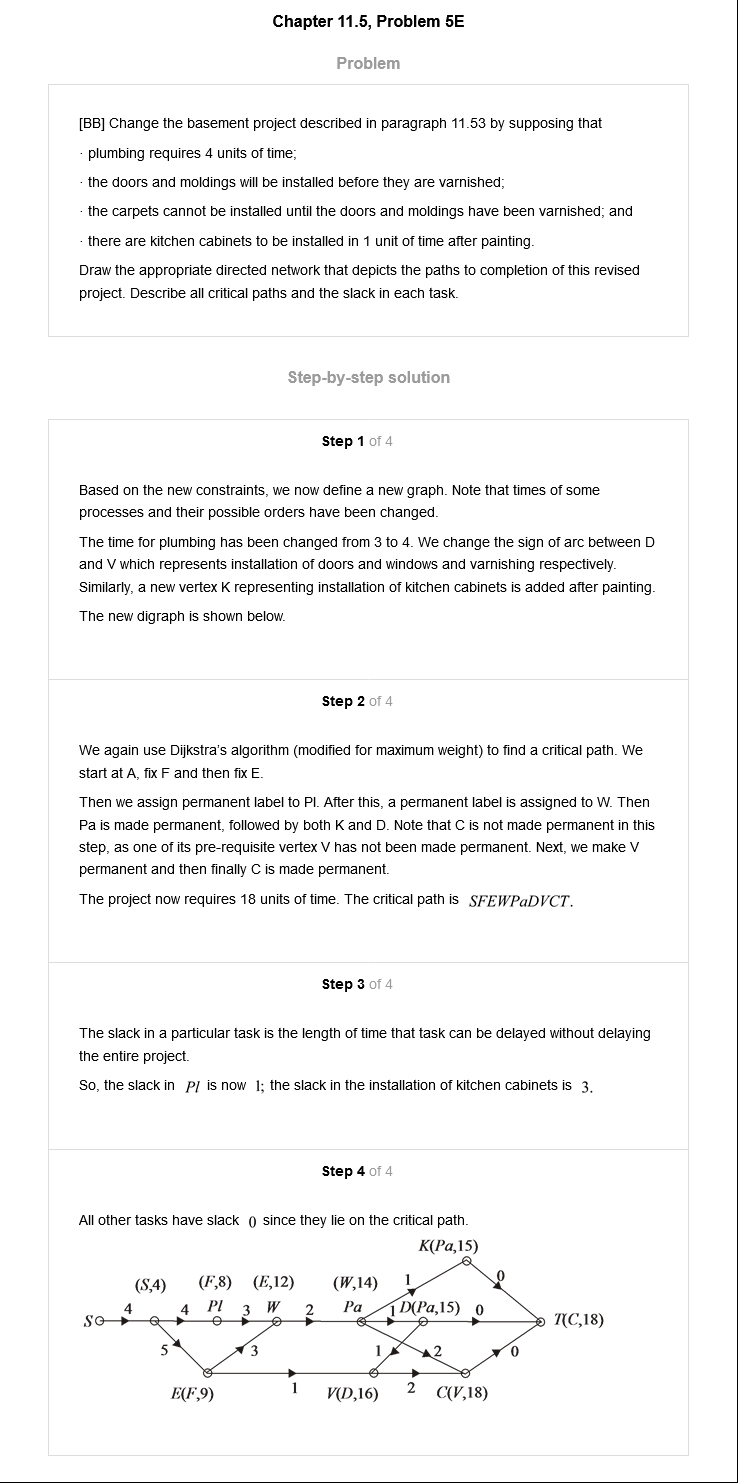 Chapter 11.5, Problem 5E
Problem
[BB] Change the basement project described in paragraph 11.53 by supposing that
· plumbing requires 4 units of time;
· the doors and moldings will be installed before they are varnished;
· the carpets cannot be installed until the doors and moldings have been varnished; and
· there are kitchen cabinets to be installed in 1 unit of time after painting.
Draw the appropriate directed network that depicts the paths to completion of this revised
project. Describe all critical paths and the slack in each task.
Step-by-step solution
Step 1 of 4
Based on the new constraints, we now define a new graph. Note that times of some
processes and their possible orders have been changed.
The time for plumbing has been changed from 3 to 4. We change the sign of arc between D
and V which represents installation of doors and windows and varnishing respectively.
Similarly, a new vertex K representing installation of kitchen cabinets is added after painting.
The new digraph is shown below.
Step 2 of 4
We again use Dijkstra's algorithm (modified for maximum weight) to find a critical path. We
start at A, fix F and then fix E.
Then we assign permanent label to Pl. After this, a permanent label is assigned to W. Then
Pa is made permanent, followed by both K and D. Note that C is not made permanent in this
step, as one of its pre-requisite vertex V has not been made permanent. Next, we make V
permanent and then finally C is made permanent.
The project now requires 18 units of time. The critical path is SFEWPaDVCT.
Step 3 of 4
The slack in a particular task is the length of time that task can be delayed without delaying
the entire project.
So, the slack in Pl is now 1; the slack in the installation of kitchen cabinets is 3.
Step 4 of 4
All other tasks have slack 0 since they lie on the critical path.
K(Pa,15)
(S,4) (F,8) (E,12) (W,14) 1 0
S 4 4 Pl 3 W 2 Pa 1 D(Pa,15) 0 T(C,18)
5 3 1 2 0
E(F,9) 1 V(D,16) 2 C(V,18)